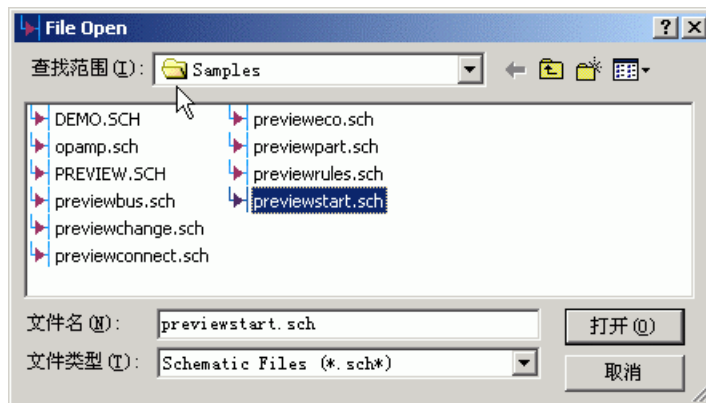 File Open
查找范围(I): Samples
DEMO.SCH previeweco.sch
opamp.sch previewpart.sch
PREVIEW.SCH previewrules.sch
previewbus.sch previewstart.sch
previewchange.sch
previewconnect.sch
文件名(N): previewstart.sch 打开(O)
文件类型(T): Schematic Files (*.sch*) 取消